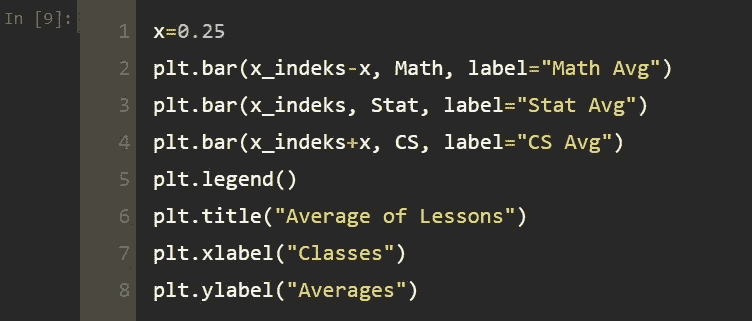 In [9]:
1 x=0.25
2 plt.bar(x_indeks-x, Math, label="Math Avg")
3 plt.bar(x_indeks, Stat, label="Stat Avg")
4 plt.bar(x_indeks+x, CS, label="CS Avg")
5 plt.legend()
6 plt.title("Average of Lessons")
7 plt.xlabel("Classes")
8 plt.ylabel("Averages")